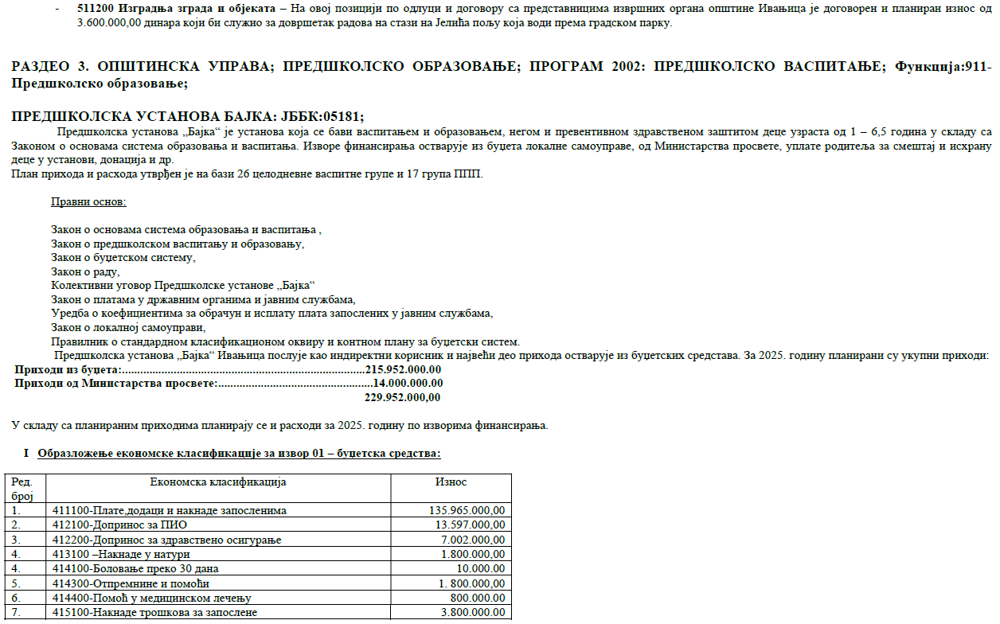 - 511200 Изградња зграда и објеката – На овој позицији по одлуци и договору са представницима извршних органа општине Ивањица је договорен и планиран износ од
3.600.000,00 динара који би служио за довршетак радова на стази на Јелића пољу која води према градском парку.
РАЗДЕО 3. ОПШТИНСКА УПРАВА; ПРЕДШКОЛСКО ОБРАЗОВАЊЕ; ПРОГРАМ 2002: ПРЕДШКОЛСКО ВАСПИТАЊЕ; Функција:911-
Предшколско образовање;
ПРЕДШКОЛСКА УСТАНОВА БАЈКА: ЈББК:05181;
Предшколска установа „Бајка“ је установа која се бави васпитањем и образовањем, негом и превентивном здравственом заштитом деце узраста од 1 – 6,5 година у складу са
Законом о основама система образовања и васпитања. Изворе финансирања остварује из буџета локалне самоуправе, од Министарства просвете, уплате родитеља за смештај и исхрану
деце у установи, донација и др.
План прихода и расхода утврђен је на бази 26 целодневне васпитне групе и 17 група ППП.
Правни основ:
Закон о основама система образовања и васпитања ,
Закон о предшколском васпитању и образовању,
Закон о буџетском систему,
Закон о раду,
Колективни уговор Предшколске установе „Бајка“
Закон о платама у државним органима и јавним службама,
Уредба о коефициентима за обрачун и исплату плата запослених у јавним службама,
Закон о локалној самоуправи,
Правилник о стандардном класификационом оквиру и контном плану за буџетски систем.
Предшколска установа „Бајка“ Ивањица послује као индиректни корисник и највећи део прихода остварује из буџетских средстава. За 2025. годину планирани су укупни приходи:
Приходи из буџета:....................................................................215.952.000.00
Приходи од Министарства просвете:.................................................14.000.000.00
229.952.000,00
У складу са планираним приходима планирају се и расходи за 2025. годину по изворима финансирања.
I Образложење економске класификације за извор 01 – буџетска средства:
Ред. број Економска класификација Износ
1. 411100-Плате,додаци и накнаде запосленима 135.965.000,00
2. 412100-Допринос за ПИО 13.597.000,00
3. 412200-Допринос за здравствено осигурање 7.002.000,00
4. 413100 –Накнаде у натури 1.800.000,00
4. 414100-Боловање преко 30 дана 10.000.00
5. 414300-Отпремнине и помоћи 1. 800.000,00
6. 414400-Помоћ у медицинском лечењу 800.000.00
7. 415100-Накнаде трошкова за запослене 3.800.000.00